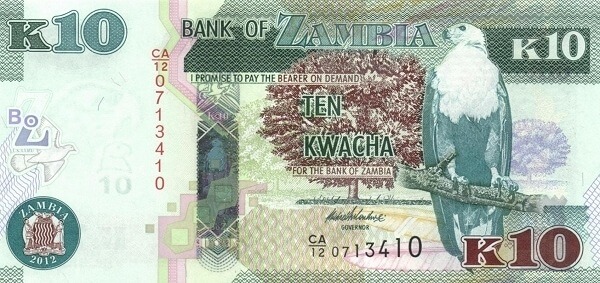 K10
BANK OF ZAMBIA
K10
CA/12 0713410
I PROMISE TO PAY THE BEARER ON DEMAND
TEN
KWACHA
FOR THE BANK OF ZAMBIA
GOVERNOR
CA/12 0713410
K10
BoZ
10
K10
ZAMBIA
2012